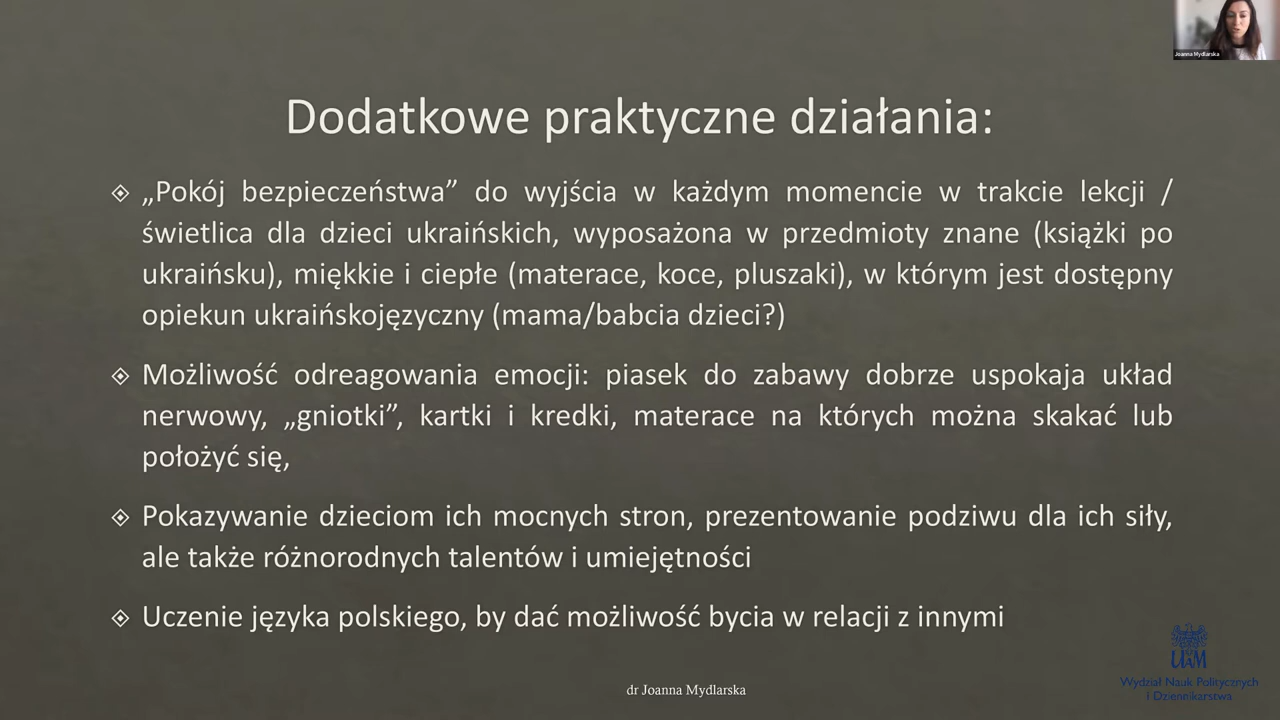 Joanna Mydlarska
Dodatkowe praktyczne działania:
„Pokój bezpieczeństwa” do wyjścia w każdym momencie w trakcie lekcji /
świetlica dla dzieci ukraińskich, wyposażona w przedmioty znane (książki po
ukraińsku), miękkie i ciepłe (materace, koce, pluszaki), w którym jest dostępny
opiekun ukraińskojęzyczny (mama/babcia dzieci?)
Możliwość odreagowania emocji: piasek do zabawy dobrze uspokaja układ
nerwowy, „gniotki”, kartki i kredki, materace na których można skakać lub
położyć się,
Pokazywanie dzieciom ich mocnych stron, prezentowanie podziwu dla ich siły,
ale także różnorodnych talentów i umiejętności
Uczenie języka polskiego, by dać możliwość bycia w relacji z innymi
UAM
Wydział Nauk Politycznych
i Dziennikarstwa
dr Joanna Mydlarska